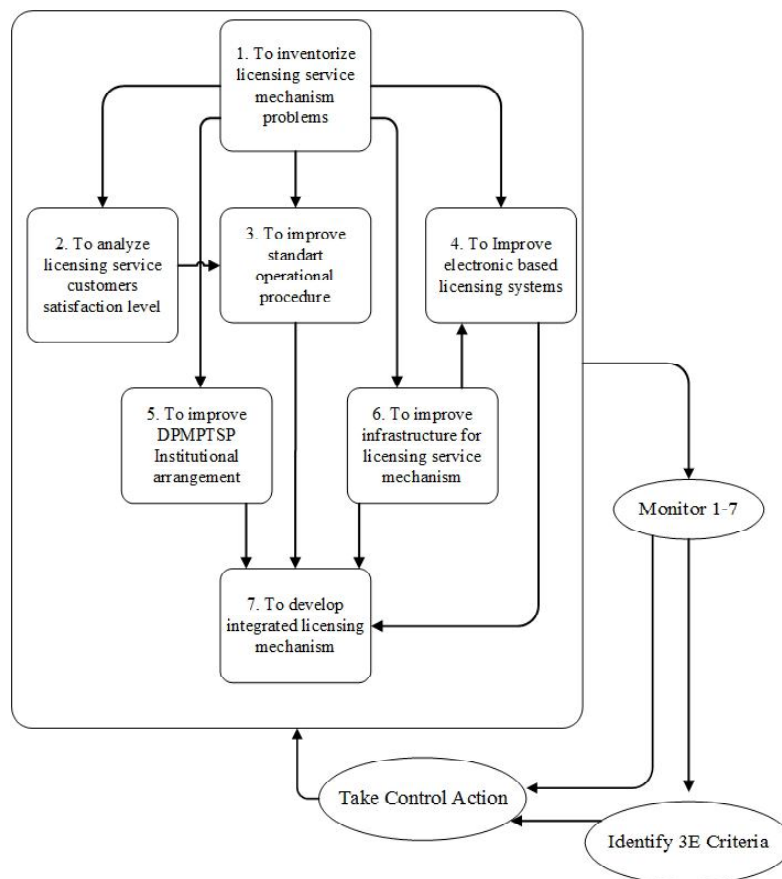 1. To inventorize
licensing service
mechanism
problems
2. To analyze
licensing service
customers
satisfaction level
3. To improve
standart
operational
procedure
4. To Improve
electronic based
licensing systems
5. To improve
DPMPTSP
Institutional
arrangement
6. To improve
infrastructure for
licensing service
mechanism
Monitor 1-7
7. To develop
integrated licensing
mechanism
Take Control Action
Identify 3E Criteria